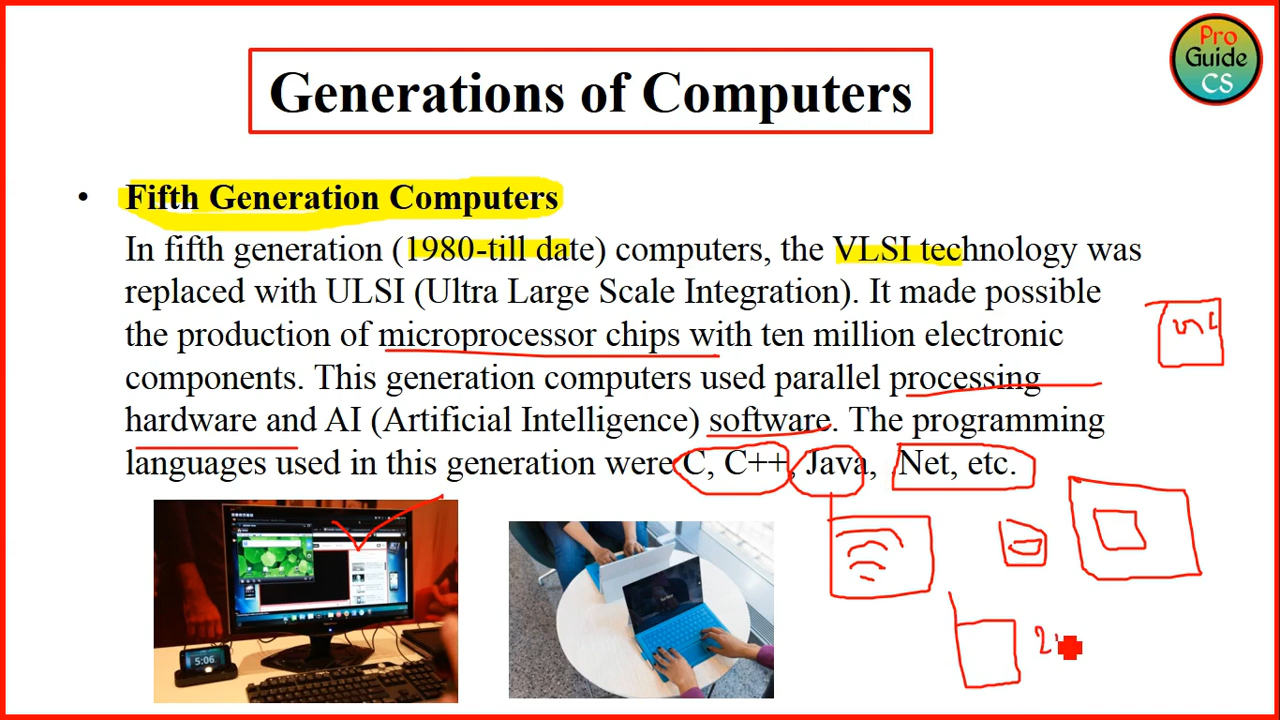 Pro
Guide
CS
Generations of Computers
• Fifth Generation Computers
In fifth generation (1980-till date) computers, the VLSI technology was
replaced with ULSI (Ultra Large Scale Integration). It made possible
the production of microprocessor chips with ten million electronic
components. This generation computers used parallel processing
hardware and AI (Artificial Intelligence) software. The programming
languages used in this generation were C, C++, Java, .Net, etc.
5:06
2